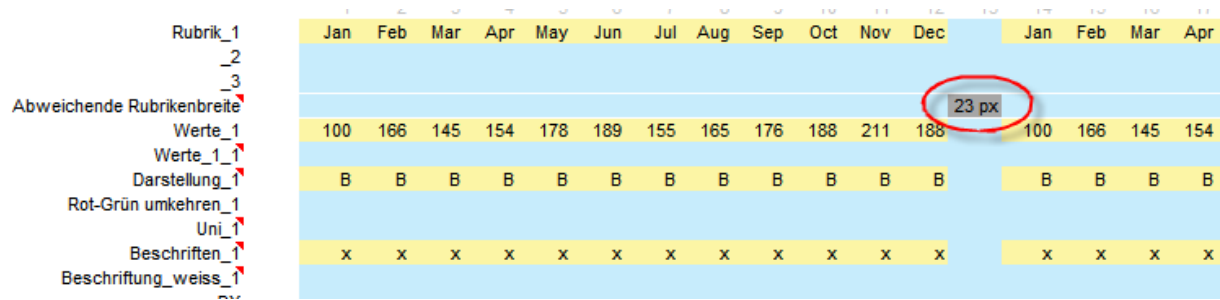 Rubrik_1 Jan Feb Mar Apr May Jun Jul Aug Sep Oct Nov Dec Jan Feb Mar Apr
_2
_3
Abweichende Rubrikenbreite 23 px
Werte_1 100 166 145 154 178 189 155 165 176 188 211 188 100 166 145 154
Werte_1_1
Darstellung_1 B B B B B B B B B B B B B B B B
Rot-Grün umkehren_1
Uni_1
Beschriften_1 x x x x x x x x x x x x x x x x
Beschriftung_weiss_1